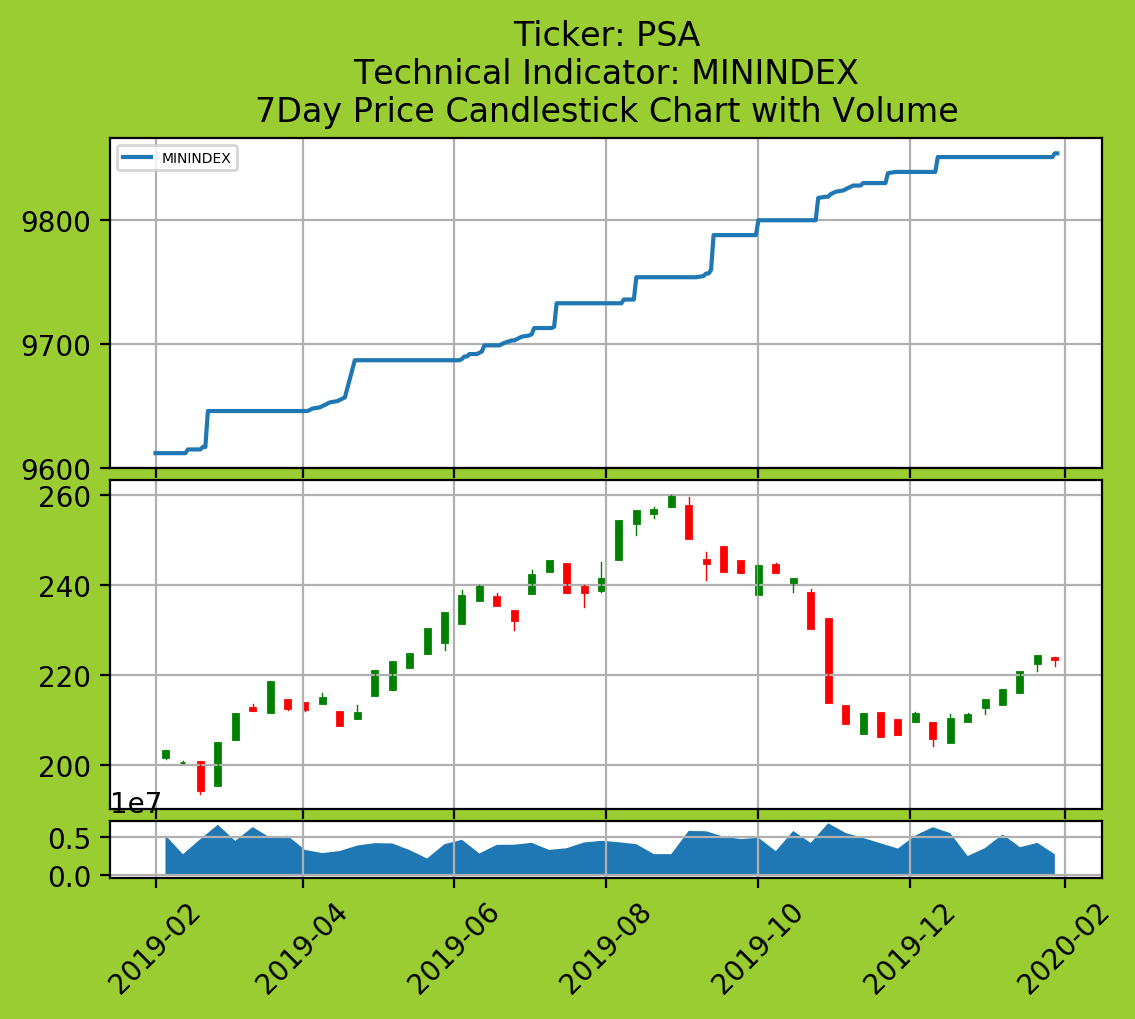 Ticker: PSA
Technical Indicator: MININDEX
7Day Price Candlestick Chart with Volume
MININDEX
9800
9700
9600
260
240
220
200
1e7
0.5
0.0
2019-02 2019-04 2019-06 2019-08 2019-10 2019-12 2020-02